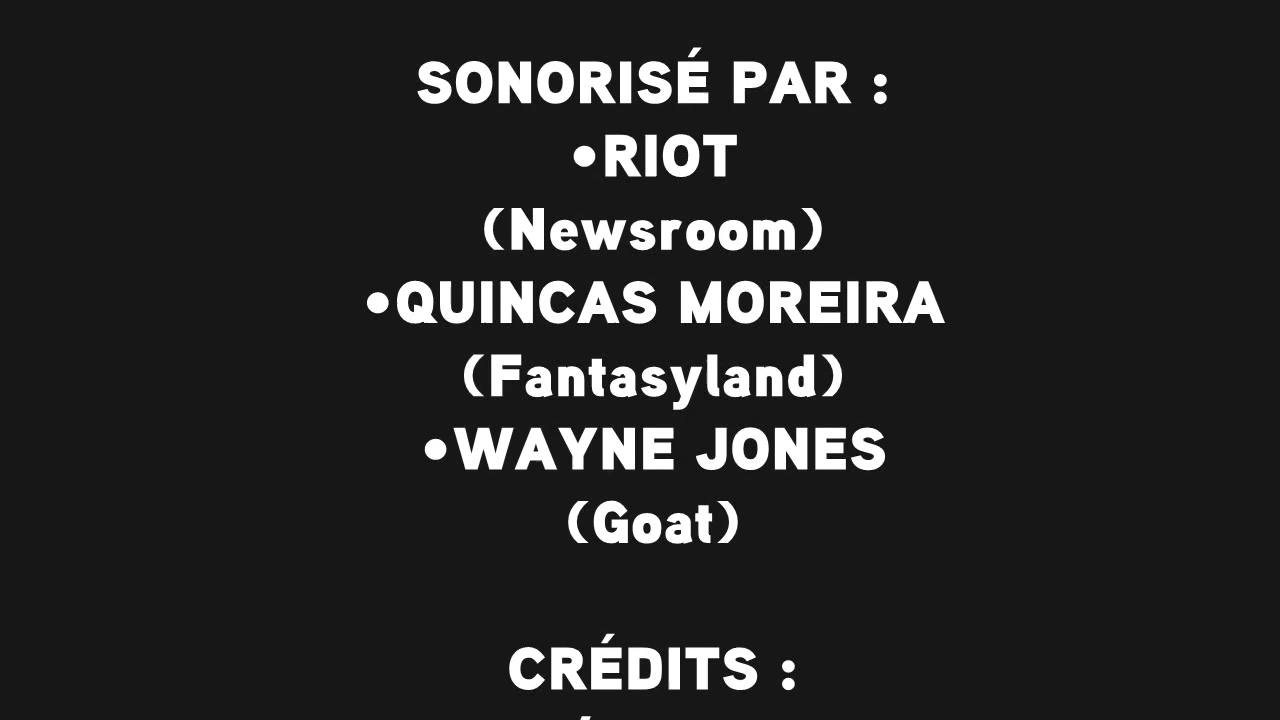 SONORISÉ PAR :
•RIOT
(Newsroom)
•QUINCAS MOREIRA
(Fantasyland)
•WAYNE JONES
(Goat)
CRÉDITS :